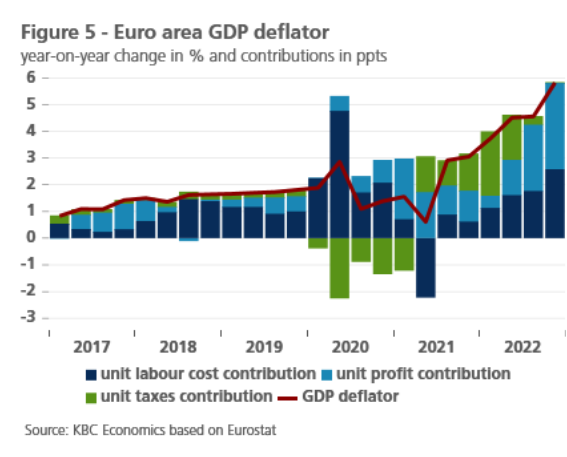 Figure 5 - Euro area GDP deflator
year-on-year change in % and contributions in ppts
6
5
4
3
2
1
0
-1
-2
-3
2017 2018 2019 2020 2021 2022
unit labour cost contribution unit profit contribution
unit taxes contribution GDP deflator
Source: KBC Economics based on Eurostat